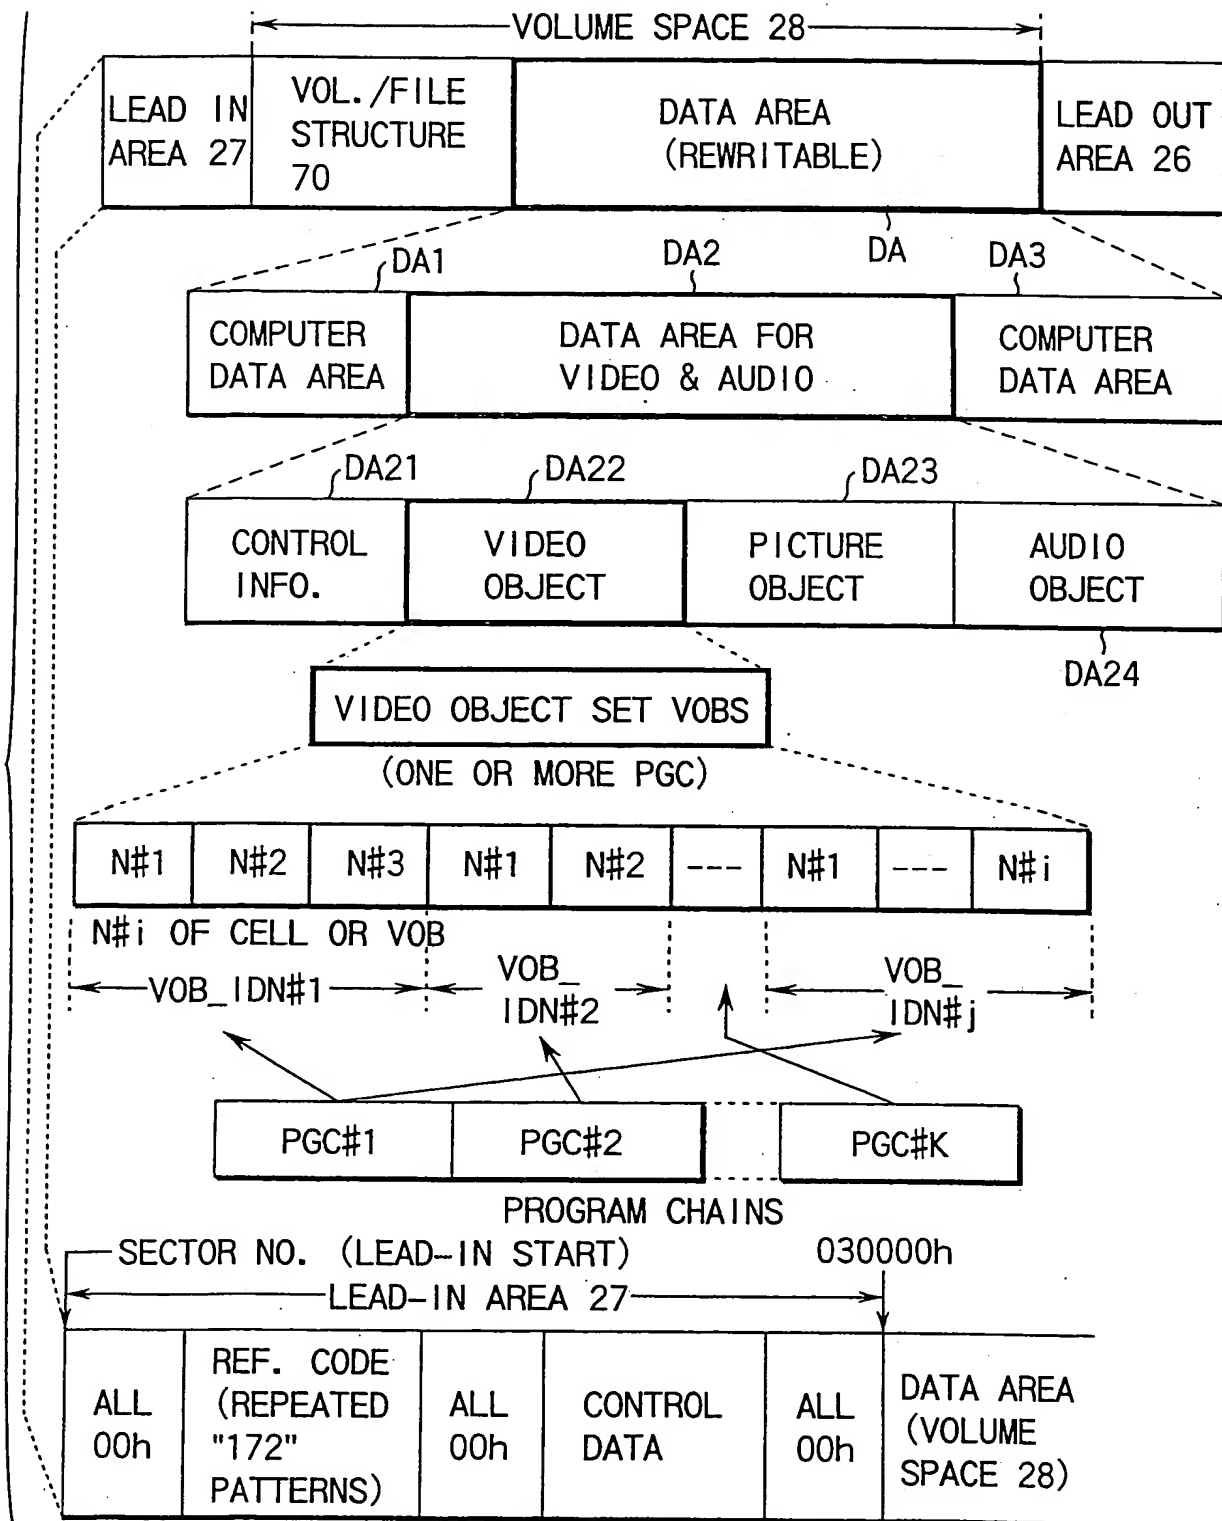 VOLUME SPACE 28
LEAD IN
AREA 27
VOL./FILE
STRUCTURE
70
DATA AREA
(REWRITABLE)
LEAD OUT
AREA 26
DA
DA1
DA2
DA3
COMPUTER
DATA AREA
DATA AREA FOR
VIDEO & AUDIO
COMPUTER
DATA AREA
DA21
DA22
DA23
CONTROL
INFO.
VIDEO
OBJECT
PICTURE
OBJECT
AUDIO
OBJECT
DA24
VIDEO OBJECT SET VOBS
(ONE OR MORE PGC)
N#1 N#2 N#3 N#1 N#2 --- N#1 --- N#i
N#i OF CELL OR VOB
VOB_IDN#1
VOB_
IDN#2
VOB_
IDN#j
PGC#1 PGC#2 PGC#K
PROGRAM CHAINS
SECTOR NO. (LEAD-IN START)
030000h
LEAD-IN AREA 27
ALL
00h
REF. CODE
(REPEATED
"172"
PATTERNS)
ALL
00h
CONTROL
DATA
ALL
00h
DATA AREA
(VOLUME
SPACE 28)